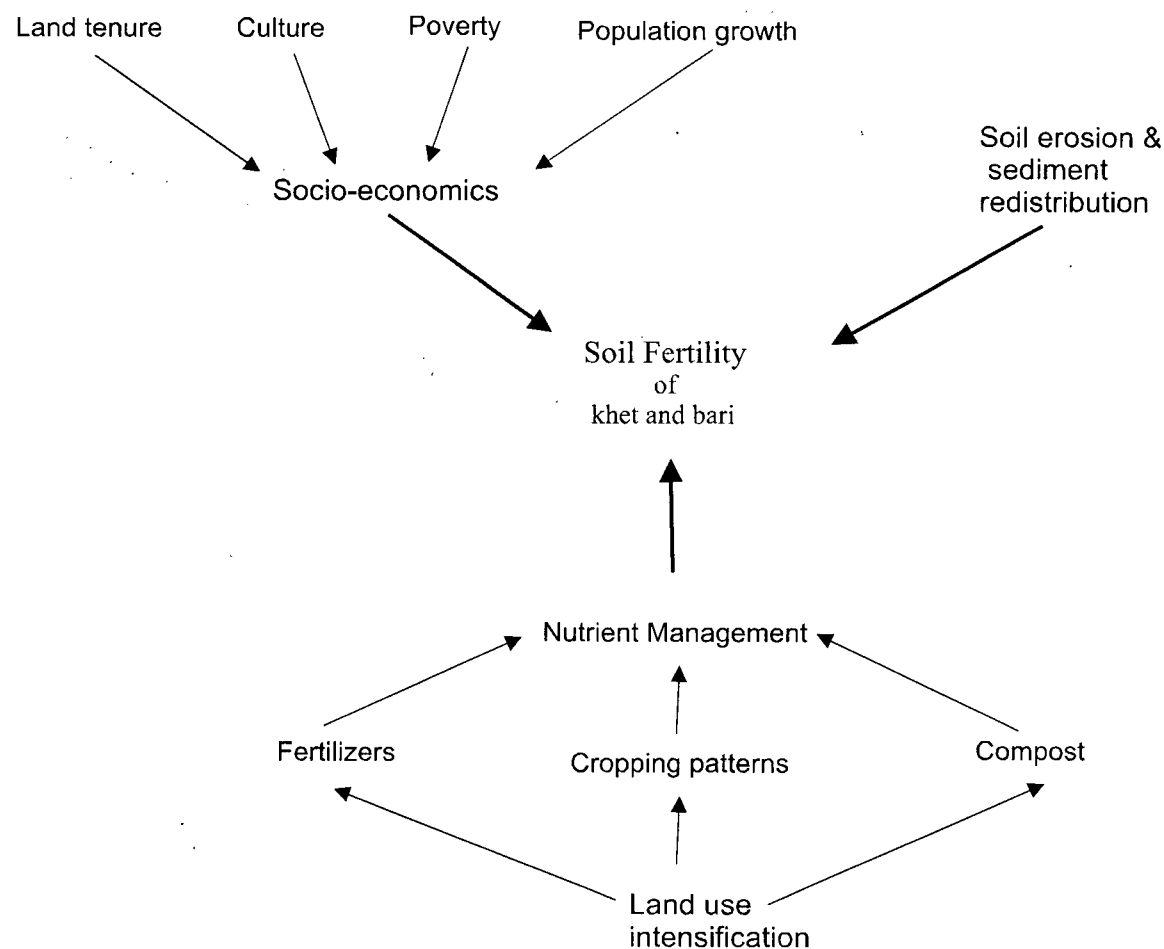 Land tenure
Culture
Poverty
Population growth
Soil erosion &
sediment
redistribution
Socio-economics
Soil Fertility
of
khet and bari
Nutrient Management
Fertilizers
Cropping patterns
Compost
Land use
intensification